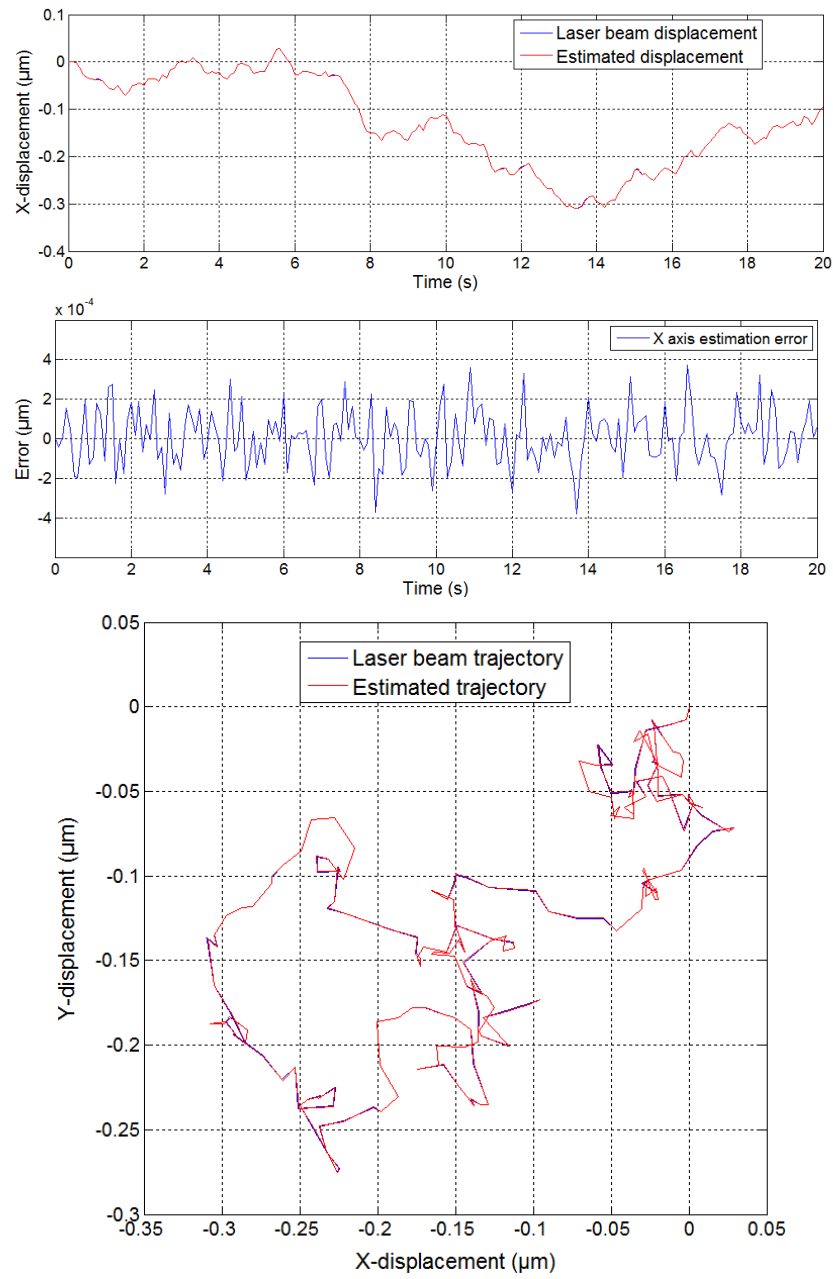 0.1
0
-0.1
-0.2
-0.3
-0.4
X-displacement (µm)
Laser beam displacement
Estimated displacement
0 2 4 6 8 10 12 14 16 18 20
Time (s)
x 10-4
4
2
0
-2
-4
Error (µm)
X axis estimation error
0 2 4 6 8 10 12 14 16 18 20
Time (s)
0.05
0
-0.05
-0.1
-0.15
-0.2
-0.25
-0.3
Y-displacement (µm)
Laser beam trajectory
Estimated trajectory
-0.35 -0.3 -0.25 -0.2 -0.15 -0.1 -0.05 0 0.05
X-displacement (µm)